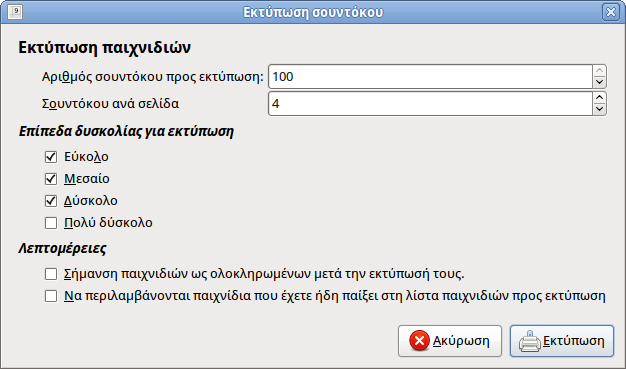 9
Εκτύπωση σουντόκου
Εκτύπωση παιχνιδιών
Αριθμός σουντόκου προς εκτύπωση: 100
Σουντόκου ανά σελίδα 4
Επίπεδα δυσκολίας για εκτύπωση
Εύκολο
Μεσαίο
Δύσκολο
Πολύ δύσκολο
Λεπτομέρειες
Σήμανση παιχνιδιών ως ολοκληρωμένων μετά την εκτύπωσή τους.
Να περιλαμβάνονται παιχνίδια που έχετε ήδη παίξει στη λίστα παιχνιδιών προς εκτύπωση
Ακύρωση Εκτύπωση